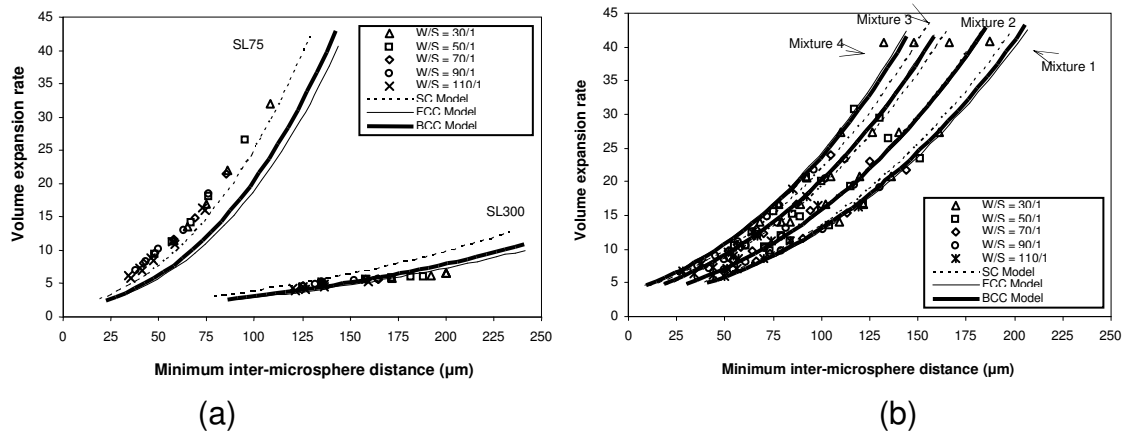 (a)
Volume expansion rate
45
40
35
30
25
20
15
10
5
0
SL75
SL300
W/S = 30/1
W/S = 50/1
W/S = 70/1
W/S = 90/1
W/S = 110/1
SC Model
FCC Model
BCC Model
0 25 50 75 100 125 150 175 200 225 250
Minimum inter-microsphere distance (µm)
(a)
(b)
Volume expansion rate
45
40
35
30
25
20
15
10
5
0
Mixture 3
Mixture 2
Mixture 4
Mixture 1
W/S = 30/1
W/S = 50/1
W/S = 70/1
W/S = 90/1
W/S = 110/1
SC Model
FCC Model
BCC Model
0 25 50 75 100 125 150 175 200 225 250
Minimum inter-microsphere distance (µm)
(b)